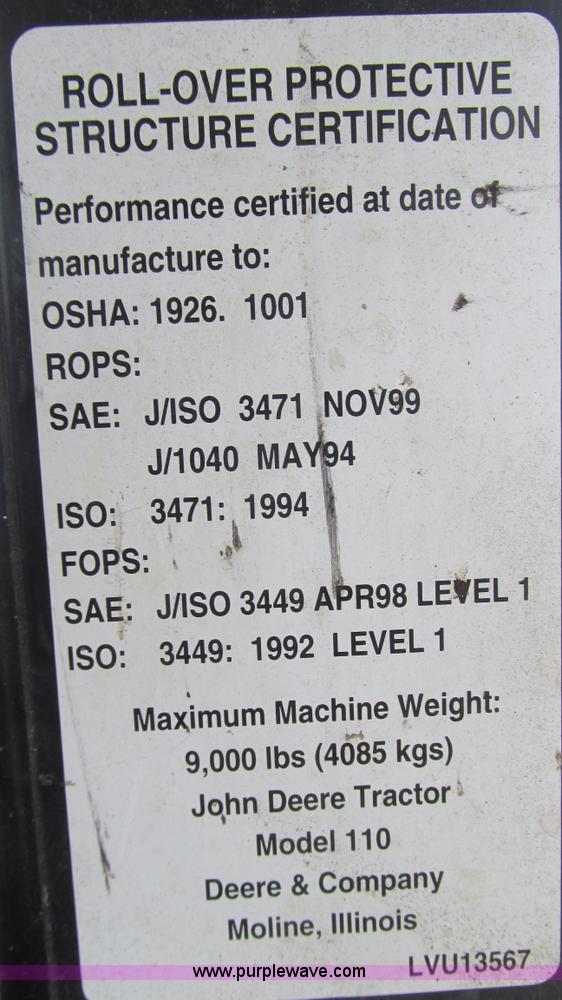 ROLL-OVER PROTECTIVE
STRUCTURE CERTIFICATION
Performance certified at date of
manufacture to:
OSHA: 1926. 1001
ROPS:
SAE: J/ISO 3471 NOV99
J/1040 MAY94
ISO: 3471: 1994
FOPS:
SAE: J/ISO 3449 APR98 LEVEL 1
ISO: 3449: 1992 LEVEL 1
Maximum Machine Weight:
9,000 lbs (4085 kgs)
John Deere Tractor
Model 110
Deere & Company
Moline, Illinois
LVU13567
www.purplewave.com